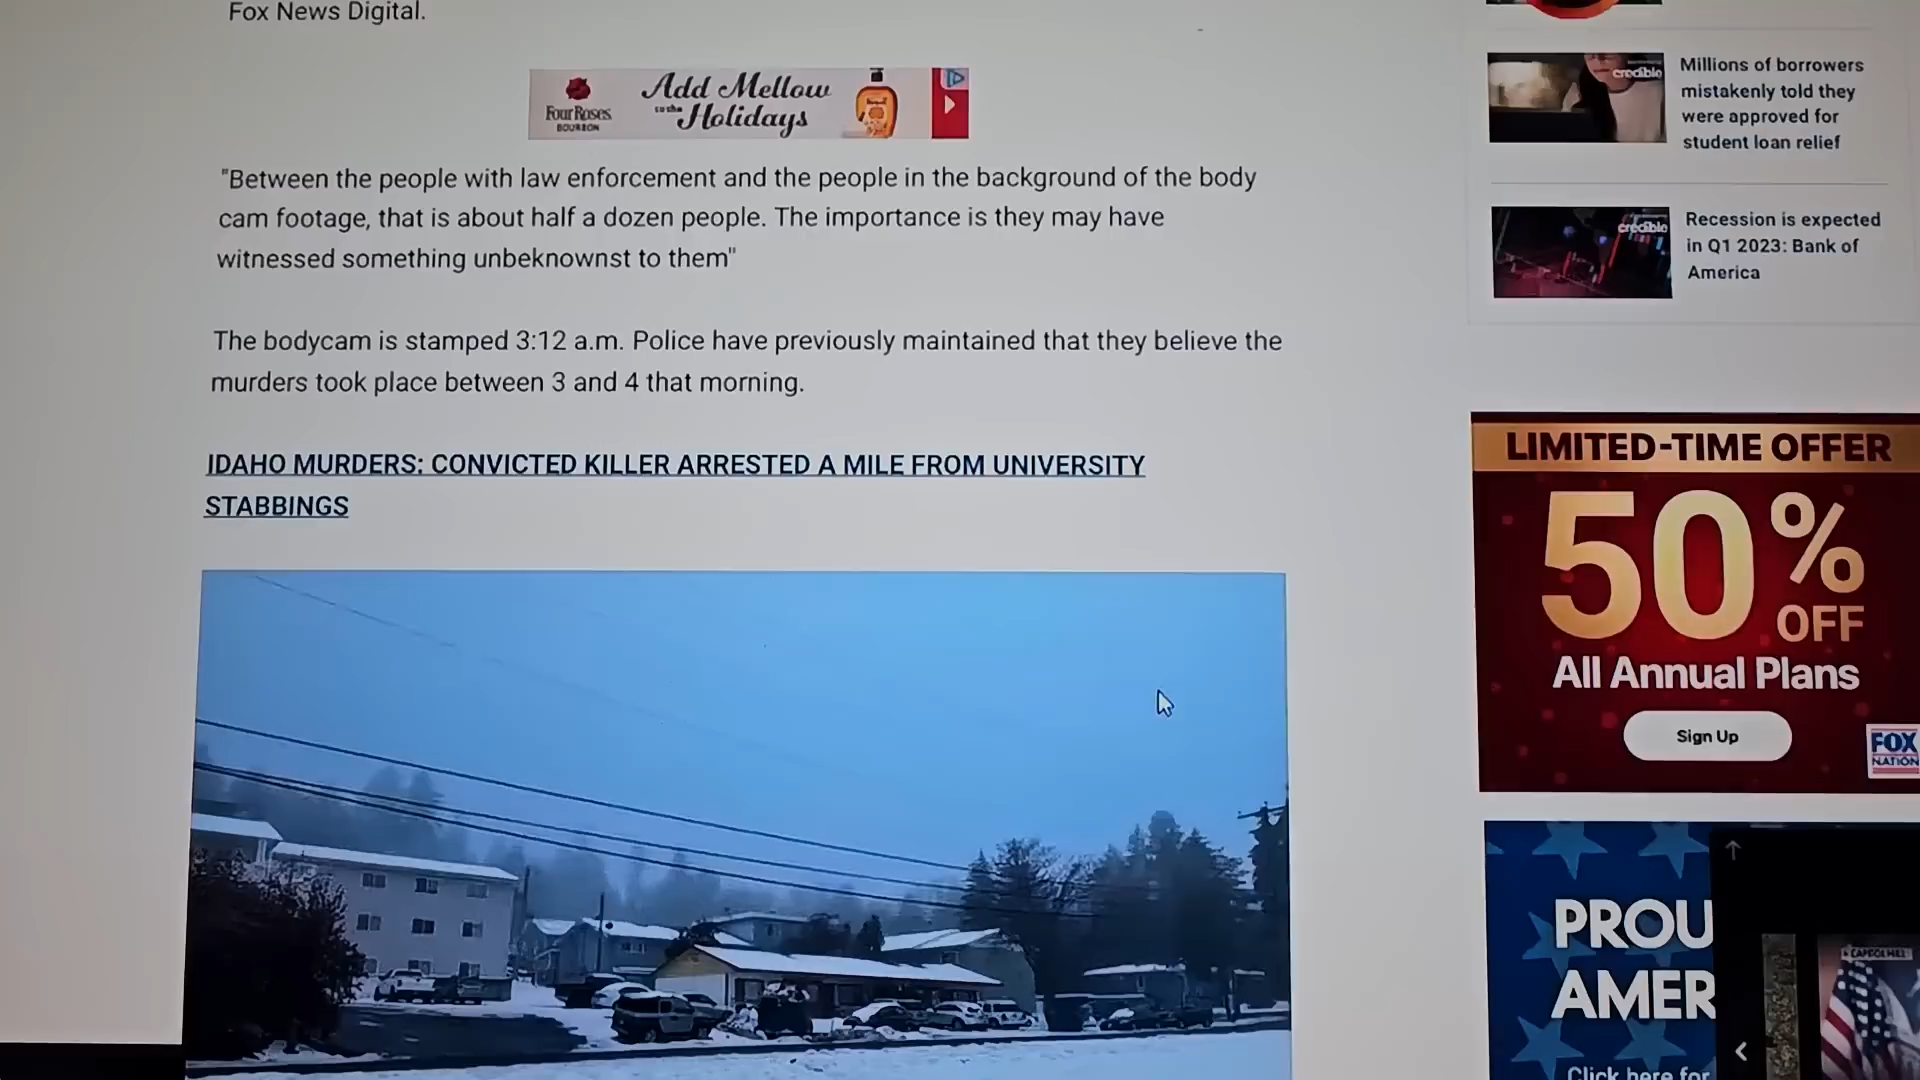 Fox News Digital.
Four Roses
BOURBON
Add Mellow
to the Holidays
"Between the people with law enforcement and the people in the background of the body
cam footage, that is about half a dozen people. The importance is they may have
witnessed something unbeknownst to them"
The bodycam is stamped 3:12 a.m. Police have previously maintained that they believe the
murders took place between 3 and 4 that morning.
IDAHO MURDERS: CONVICTED KILLER ARRESTED A MILE FROM UNIVERSITY
STABBINGS
credible
Millions of borrowers
mistakenly told they
were approved for
student loan relief
credible
Recession is expected
in Q1 2023: Bank of
America
LIMITED-TIME OFFER
50%
OFF
All Annual Plans
Sign Up
FOX
NATION
PROU
AMER
CAPITOL HILL
Click here for